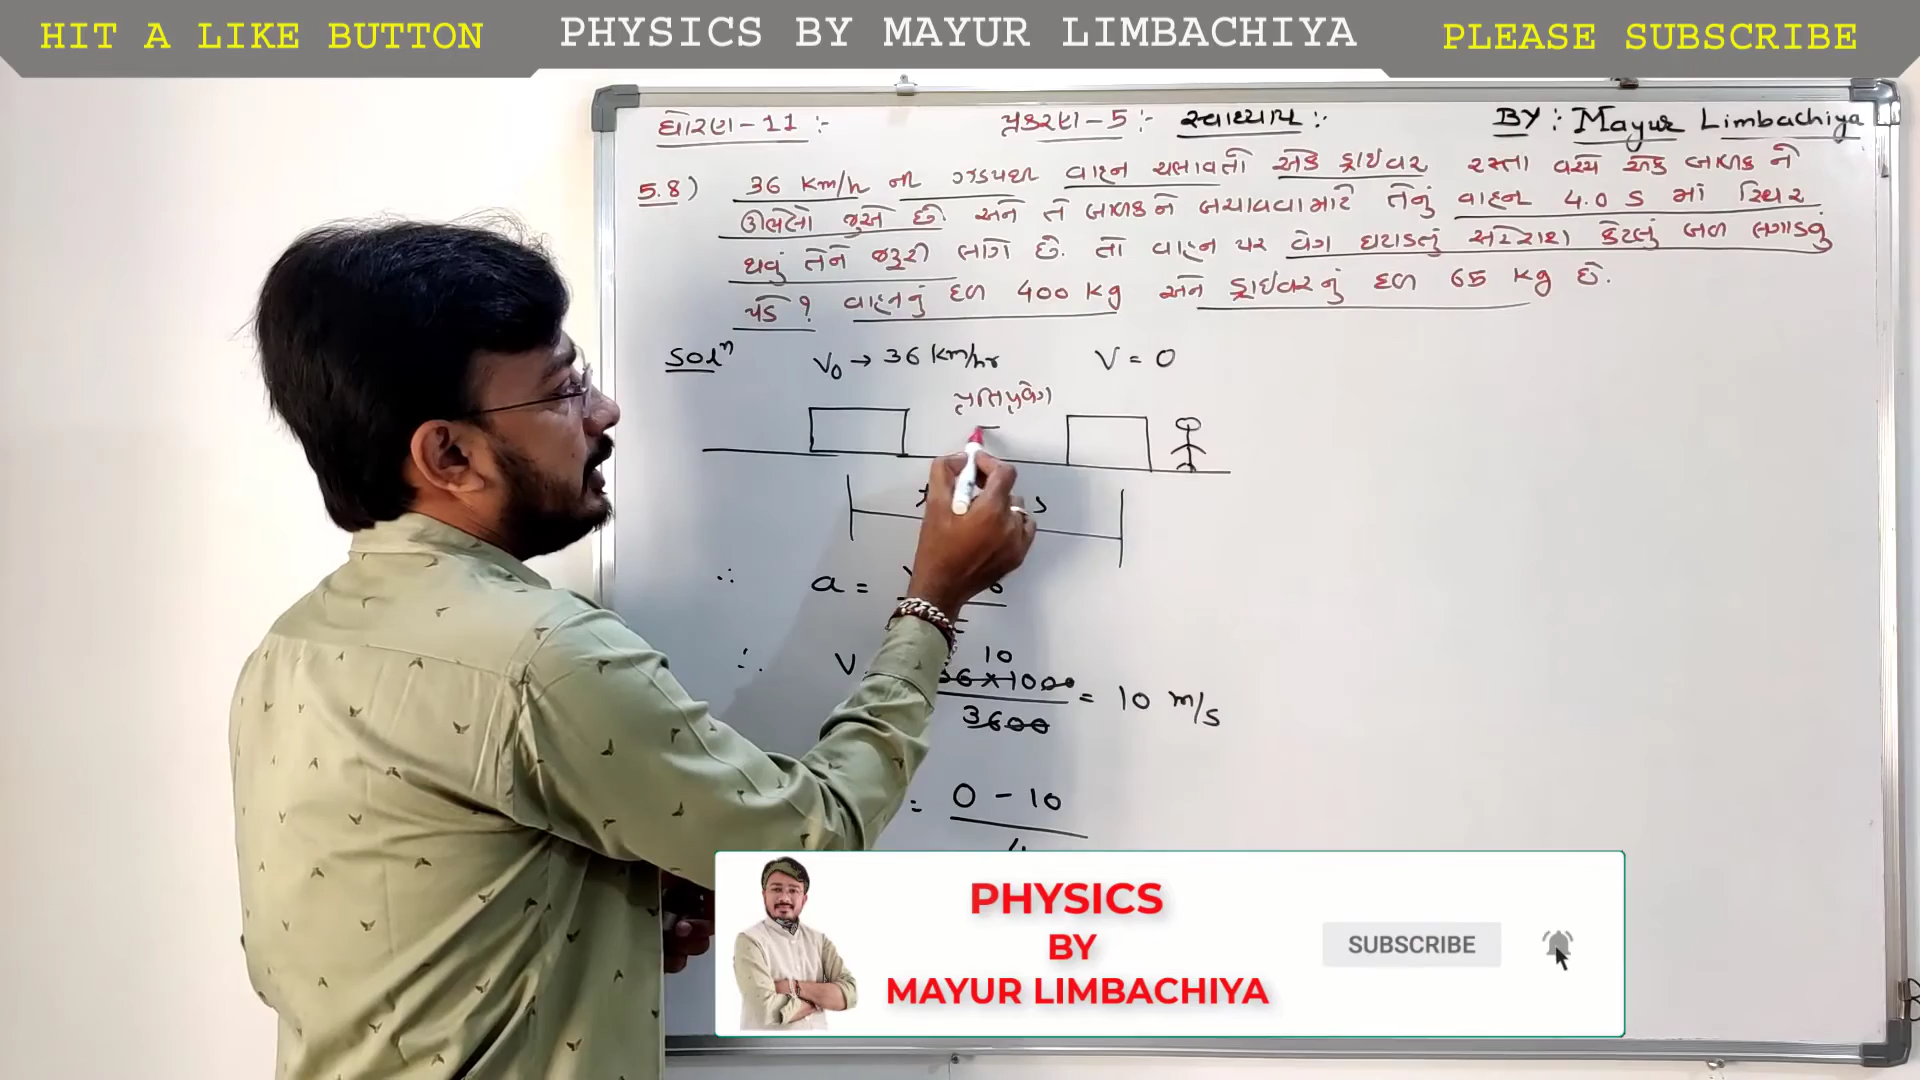 HIT A LIKE BUTTON
PHYSICS BY MAYUR LIMBACHIYA
PLEASE SUBSCRIBE
ધોરણ-11 :-
પ્રકરણ-5 :- સ્વાધ્યાય :-
BY : Mayur Limbachiya
5.8) 36 Km/h ની ઝડપથી વાહન ચલાવતો એક ડ્રાઈવર રસ્તા વચ્ચે એક બાળક ને
ઊભેલો જુએ છે. અને તે બાળક ને બચાવવા માટે તેનું વાહન 4.0 S માં સ્થિર
થવું તેને જરૂરી લાગે છે. તો વાહન પર વેગ ઘટાડતું સરેરાશ કેટલું બળ લગાડવું
પડે ? વાહનનું દળ 400 Kg અને ડ્રાઈવરનું દળ 65 Kg છે.
Solⁿ V₀ → 36 Km/hr V = 0
પ્રતિપ્રવેગ
s
∴ a =
∴ V
10
36 × 1000
3600
= 10 m/s
= 0 - 10
PHYSICS
BY
MAYUR LIMBACHIYA
SUBSCRIBE